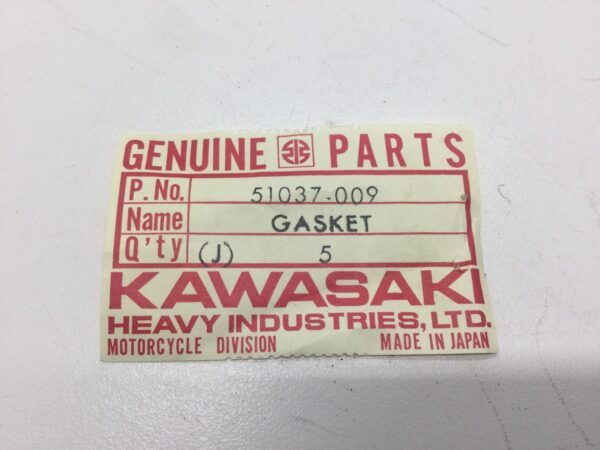 GENUINE PARTS
P. No. 51037-009
Name GASKET
Q'ty (J) 5
KAWASAKI
HEAVY INDUSTRIES, LTD.
MOTORCYCLE DIVISION MADE IN JAPAN